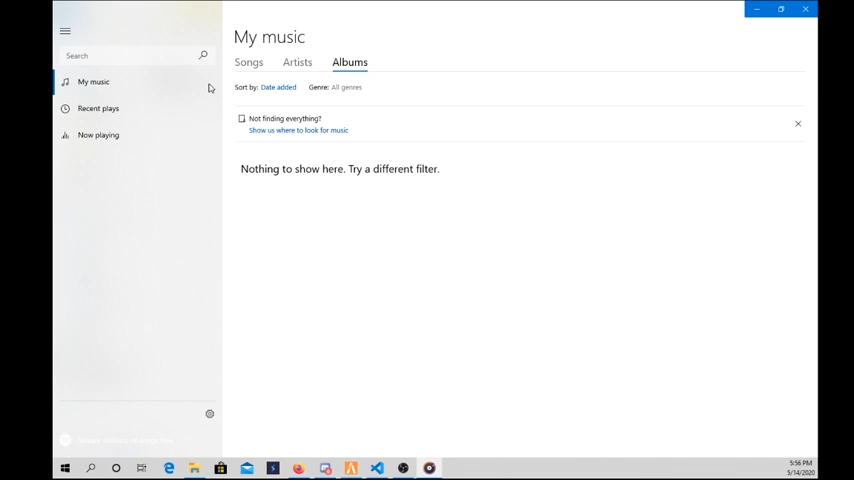 My music
Search
Songs Artists Albums
My music
Sort by: Date added Genre: All genres
Recent plays
Not finding everything?
Show us where to look for music
Now playing
Nothing to show here. Try a different filter.
5:56 PM
5/14/2020